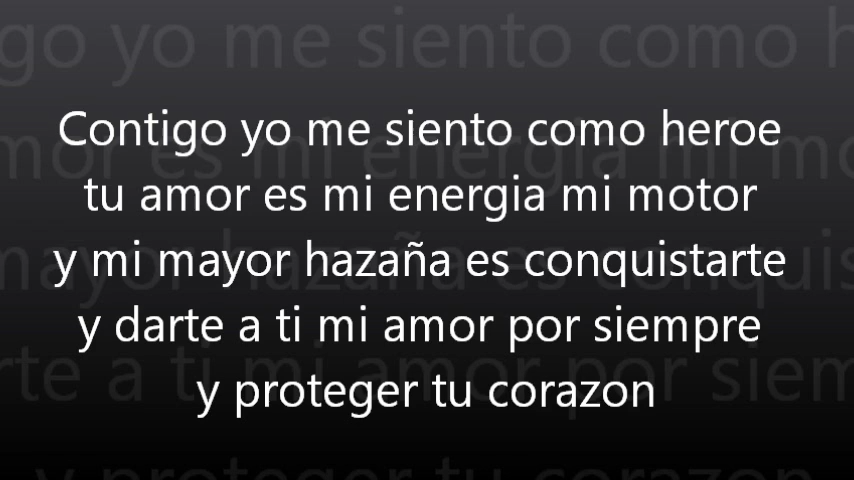 Contigo yo me siento como heroe
tu amor es mi energia mi motor
y mi mayor hazaña es conquistarte
y darte a ti mi amor por siempre
y proteger tu corazon